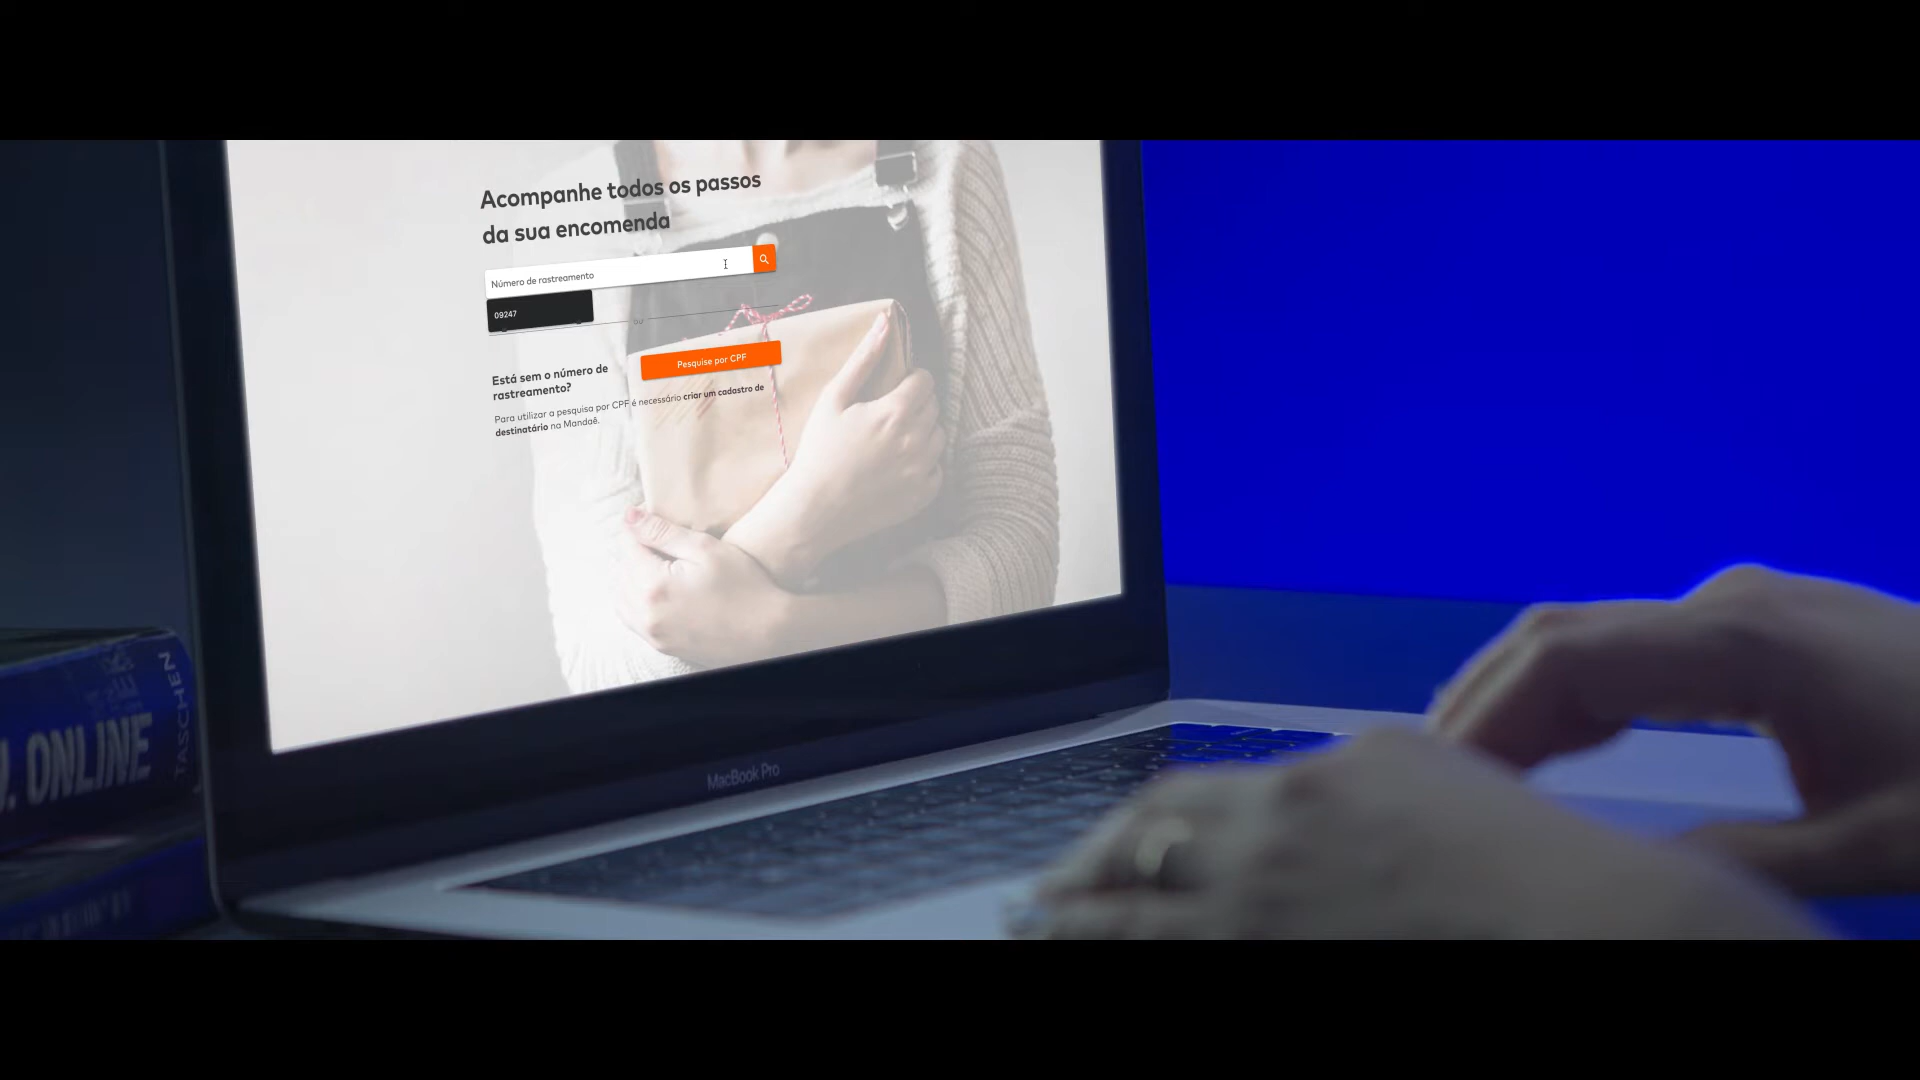 Acompanhe todos os passos
da sua encomenda
Número de rastreamento
09247
ou
Pesquise por CPF
Está sem o número de
rastreamento?
Para utilizar a pesquisa por CPF é necessário criar um cadastro de
destinatário na Mandaê.
TASCHEN
ONLINE
MacBook Pro